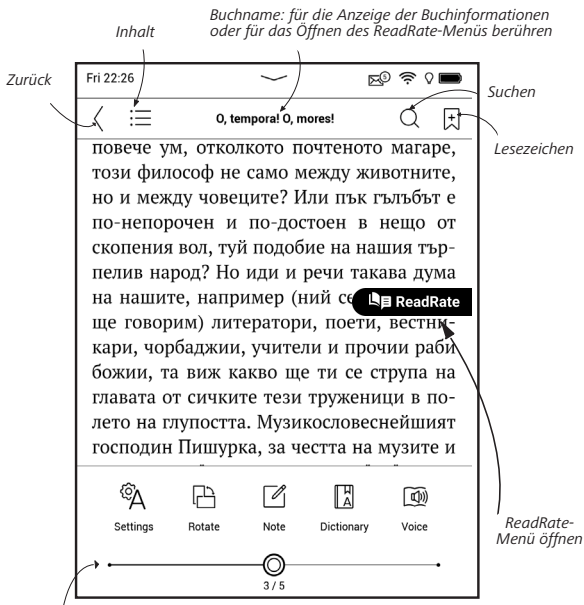 Buchname: für die Anzeige der Buchinformationen
oder für das Öffnen des ReadRate-Menüs berühren
Inhalt
Zurück
Fri 22:26
5
Suchen
O, tempora! O, mores!
Lesezeichen
повече ум, отколкото почтеното магаре,
този философ не само между животните,
но и между човеците? Или пък гълъбът е
по-непорочен и по-достоен в нещо от
скопения вол, туй подобие на нашия тър-
пелив народ? Но иди и речи такава дума
на нашите, например (ний се
ReadRate
ще говорим) литератори, поети, вестни-
кари, чорбаджии, учители и прочии раби
божии, та виж какво ще ти се струпа на
главата от сичките тези труженици в по-
лето на глупостта. Музикословеснейшият
господин Пишурка, за честта на музите и
Settings Rotate Note Dictionary Voice
ReadRate-
Menü öffnen
3 / 5